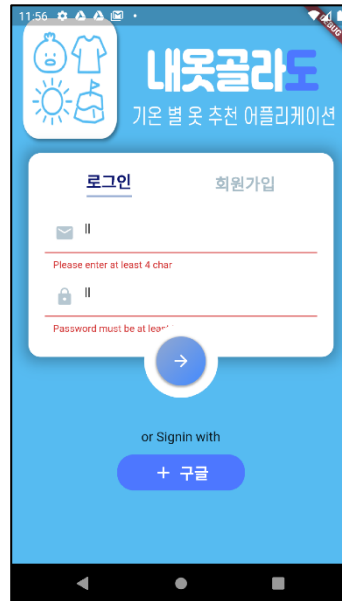 11:56
DEBUG
내옷골라도
기온 별 옷 추천 어플리케이션
로그인 회원가입
ll
Please enter at least 4 char
ll
Password must be at least
or Signin with
+ 구글